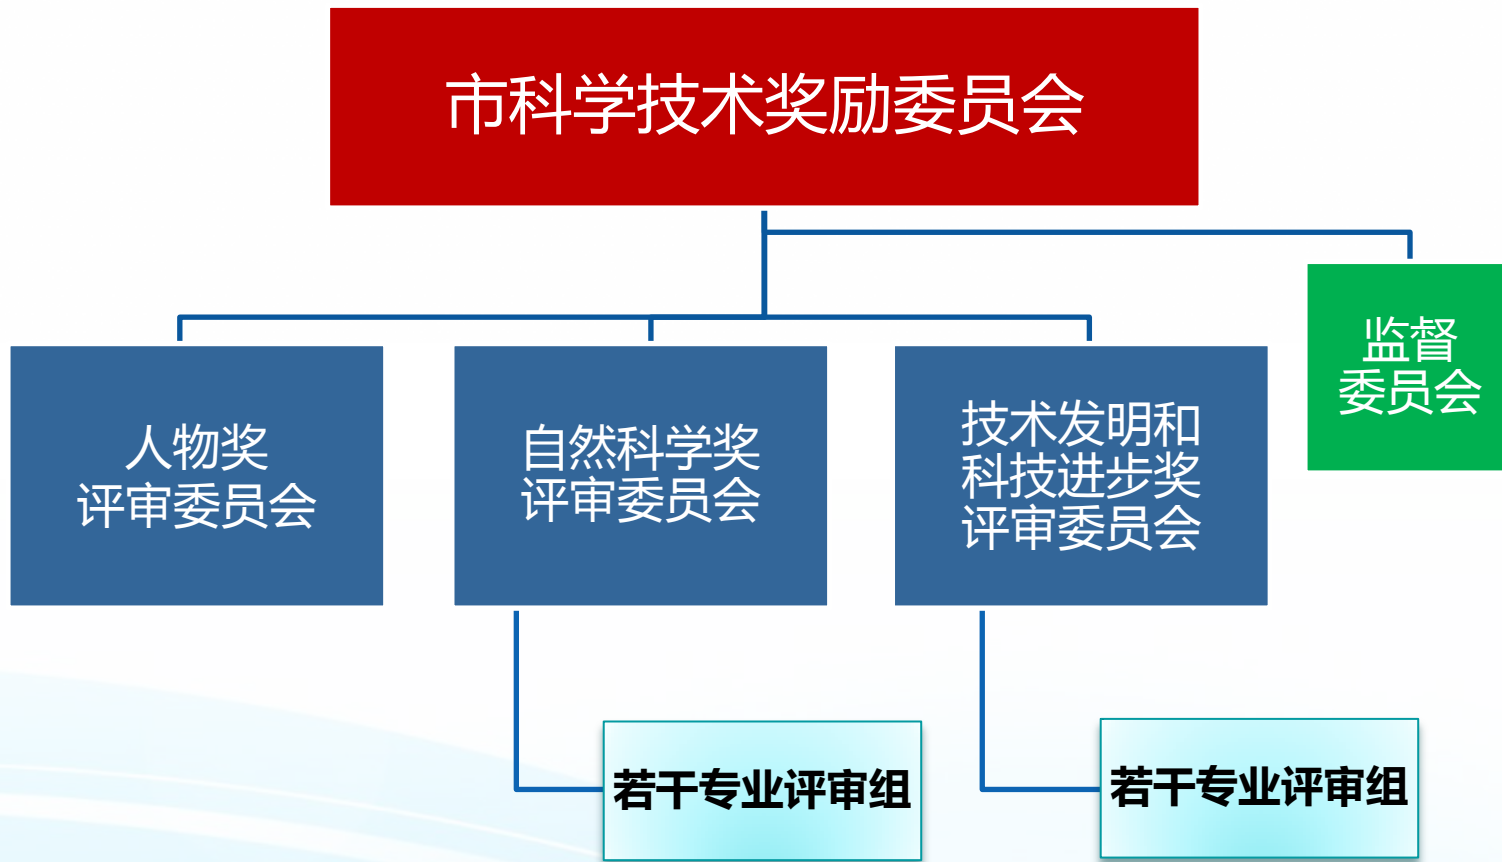 市科学技术奖励委员会
监督
委员会
人物奖
评审委员会
自然科学奖
评审委员会
技术发明和
科技进步奖
评审委员会
若干专业评审组
若干专业评审组